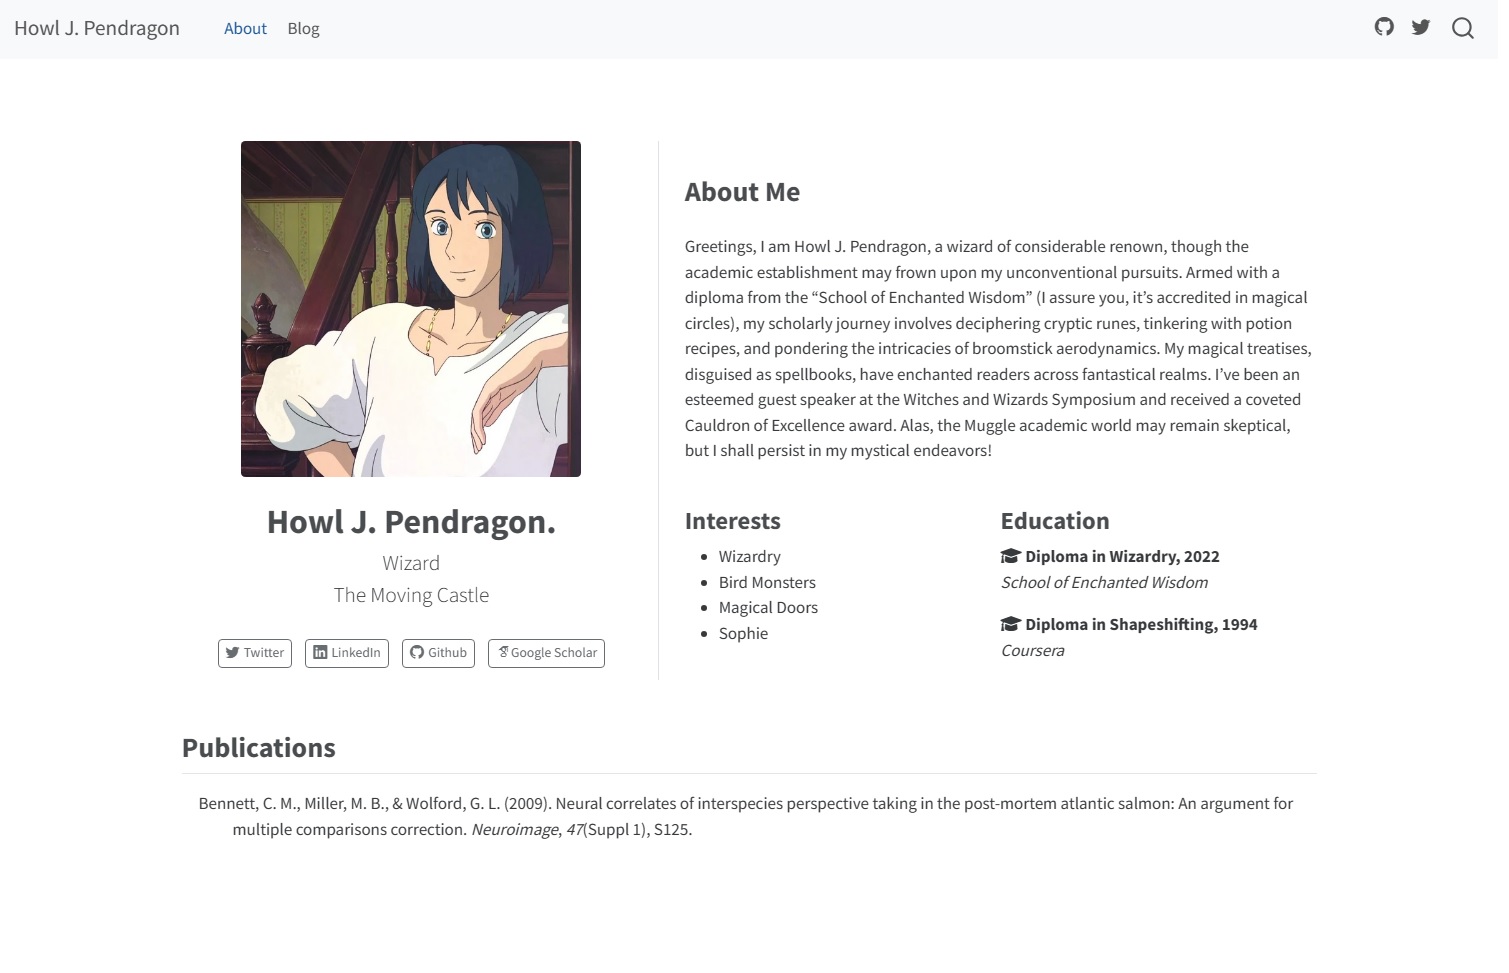 Howl J. Pendragon
About
Blog
About Me
Greetings, I am Howl J. Pendragon, a wizard of considerable renown, though the
academic establishment may frown upon my unconventional pursuits. Armed with a
diploma from the “School of Enchanted Wisdom” (I assure you, it’s accredited in magical
circles), my scholarly journey involves deciphering cryptic runes, tinkering with potion
recipes, and pondering the intricacies of broomstick aerodynamics. My magical treatises,
disguised as spellbooks, have enchanted readers across fantastical realms. I’ve been an
esteemed guest speaker at the Witches and Wizards Symposium and received a coveted
Cauldron of Excellence award. Alas, the Muggle academic world may remain skeptical,
but I shall persist in my mystical endeavors!
Howl J. Pendragon.
Wizard
The Moving Castle
Twitter
LinkedIn
Github
Google Scholar
Interests
Wizardry
Bird Monsters
Magical Doors
Sophie
Education
Diploma in Wizardry, 2022
School of Enchanted Wisdom
Diploma in Shapeshifting, 1994
Coursera
Publications
Bennett, C. M., Miller, M. B., & Wolford, G. L. (2009). Neural correlates of interspecies perspective taking in the post-mortem atlantic salmon: An argument for
multiple comparisons correction. Neuroimage, 47(Suppl 1), S125.